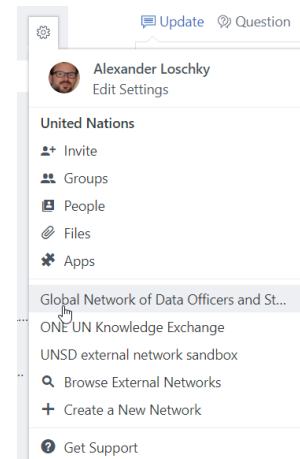 Update Question
Alexander Loschky
Edit Settings
United Nations
Invite
Groups
People
Files
Apps
Global Network of Data Officers and St...
ONE UN Knowledge Exchange
UNSD external network sandbox
Browse External Networks
Create a New Network
Get Support